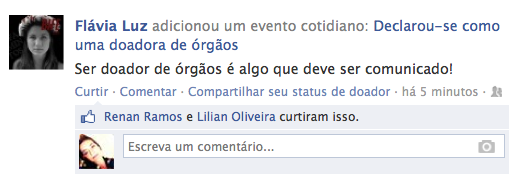 Flávia Luz adicionou um evento cotidiano: Declarou-se como
uma doadora de órgãos
Ser doador de órgãos é algo que deve ser comunicado!
Curtir · Comentar · Compartilhar seu status de doador · há 5 minutos ·
Renan Ramos e Lilian Oliveira curtiram isso.
Escreva um comentário...